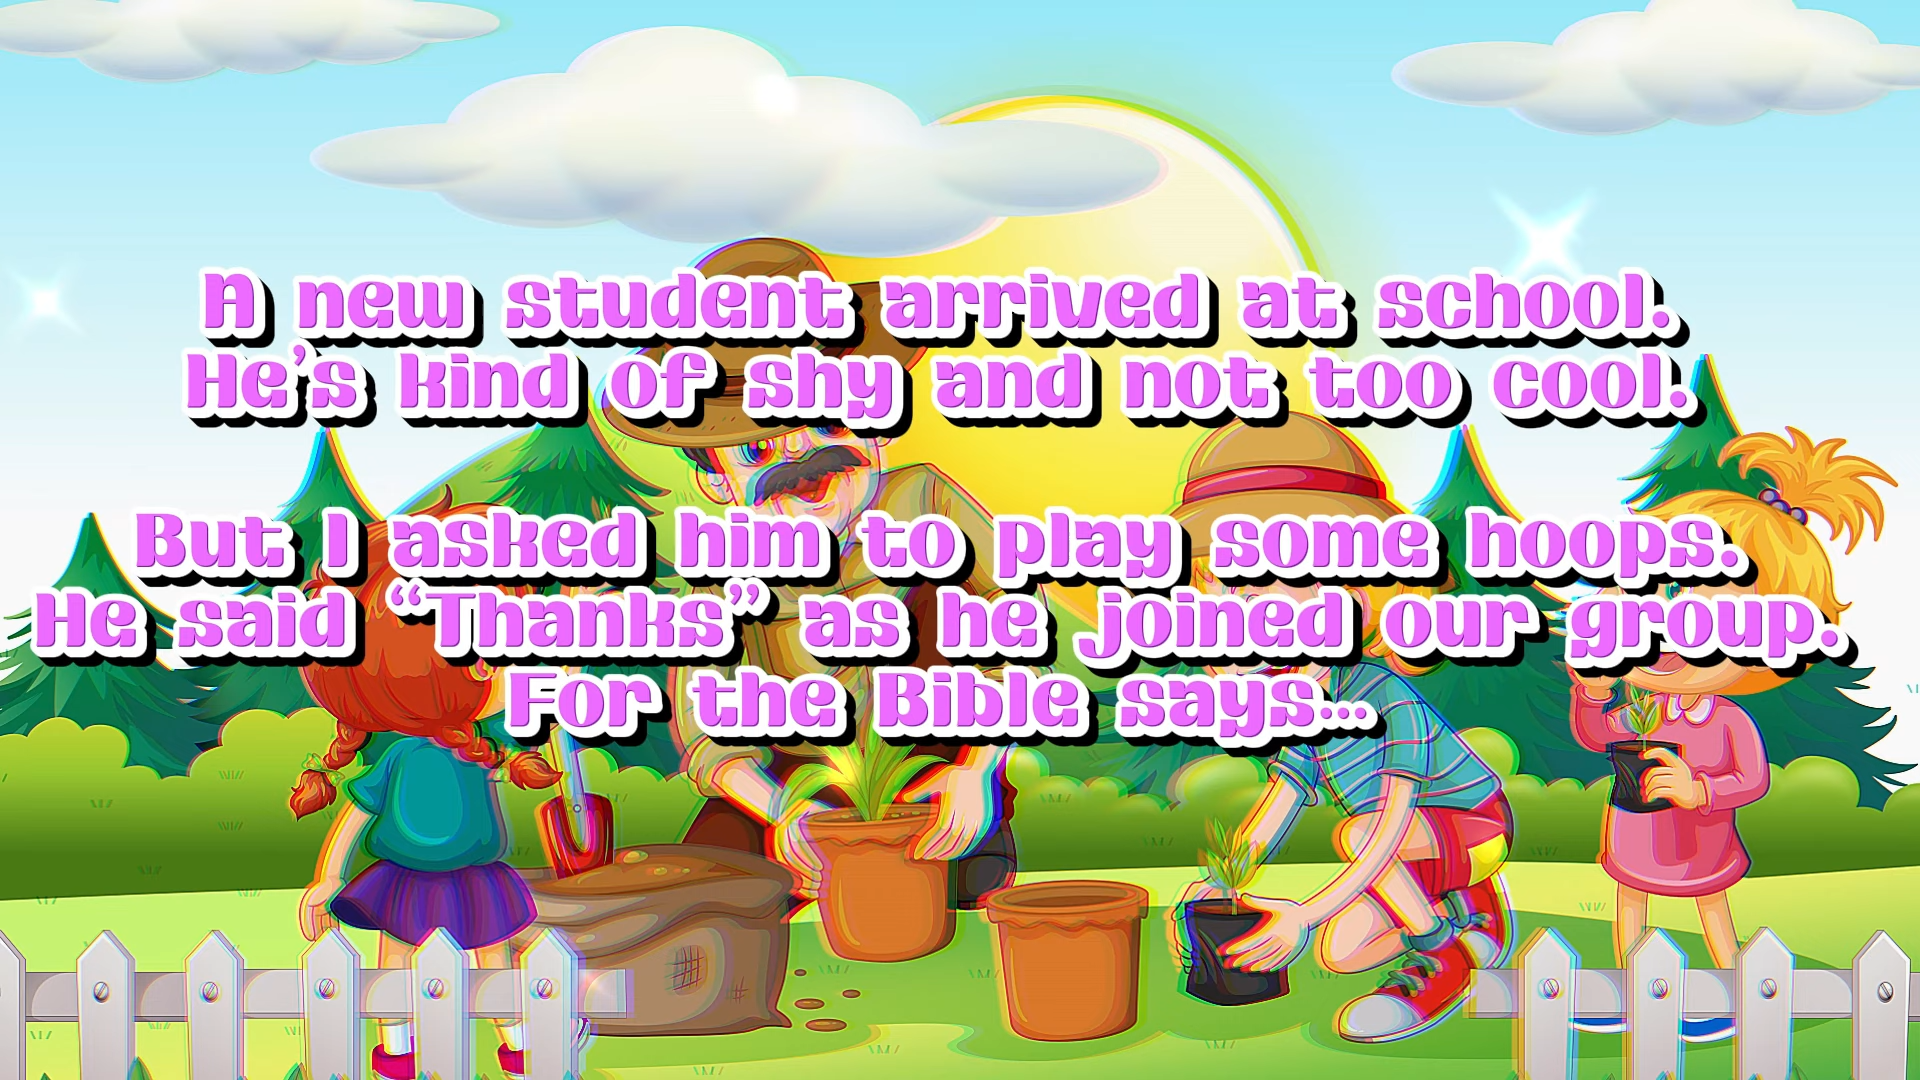 A new student arrived at school.
He's kind of shy and not too cool.
But I asked him to play some hoops.
He said “Thanks” as he joined our group.
For the Bible says...